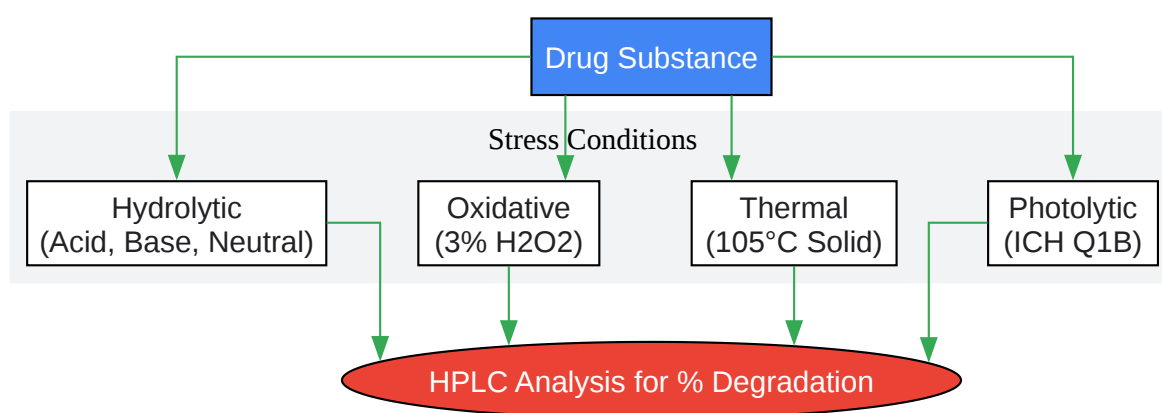 Drug Substance
Stress Conditions
Hydrolytic
(Acid, Base, Neutral)
Oxidative
(3% H2O2)
Thermal
(105°C Solid)
Photolytic
(ICH Q1B)
HPLC Analysis for % Degradation